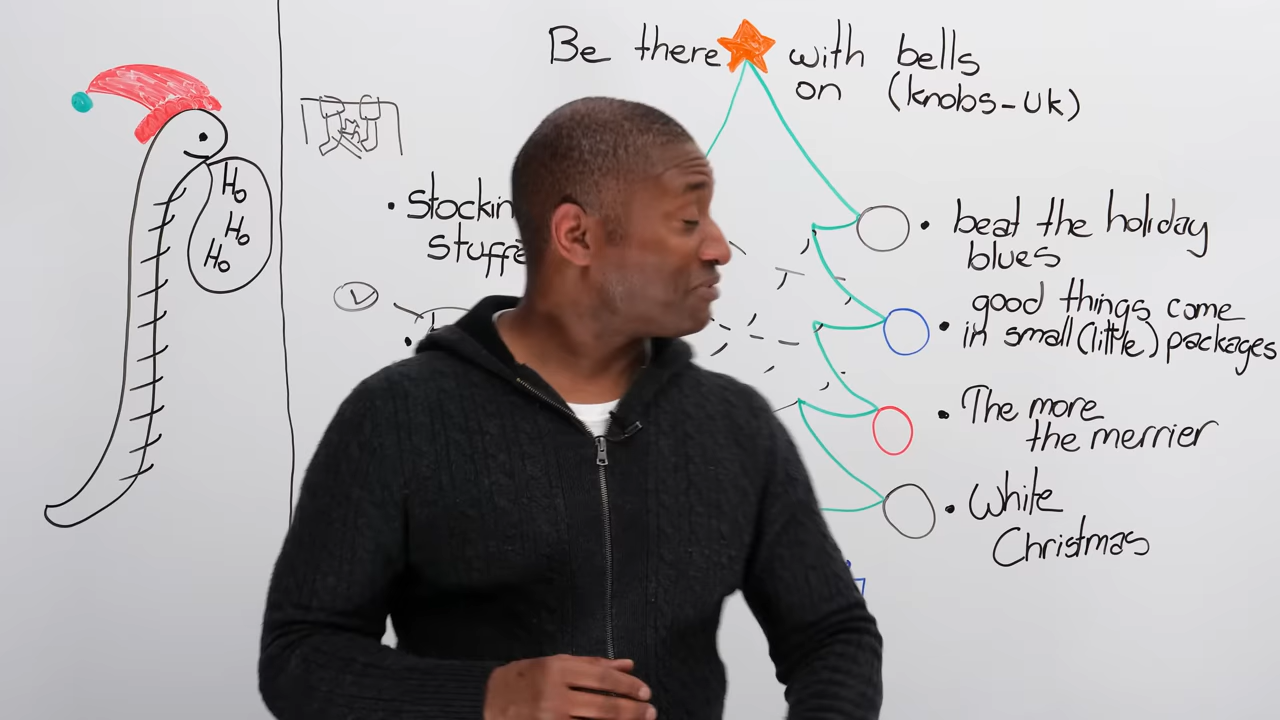 Be there with bells
on (knobs-UK)
Ho
Ho
Ho
• Stockin
stuffe
• beat the holiday
blues
good things come
• in small (little) packages
• The more
the merrier
• White
Christmas